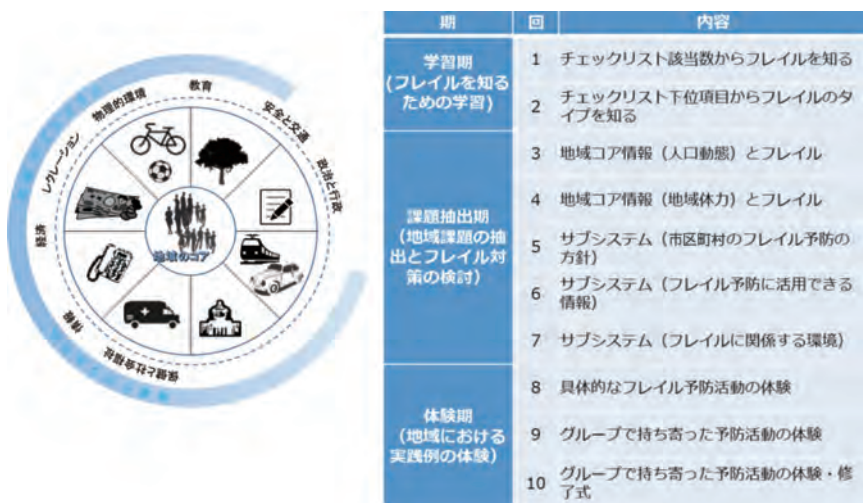 教育
物理的環境
安全と交通
レクレーション
政治と行政
経済
情報
保健と社会福祉
地域のコア
期 回 内容
学習期
(フレイルを知る
ための学習)
1 チェックリスト該当数からフレイルを知る
2 チェックリスト下位項目からフレイルのタ
イプを知る
課題抽出期
(地域課題の抽
出とフレイル対
策の検討)
3 地域コア情報(人口動態)とフレイル
4 地域コア情報(地域体力)とフレイル
5 サブシステム(市区町村のフレイル予防の
方針)
6 サブシステム(フレイル予防に活用できる
情報)
7 サブシステム(フレイルに関係する環境)
体験期
(地域における
実践例の体験)
8 具体的なフレイル予防活動の体験
9 グループで持ち寄った予防活動の体験
10 グループで持ち寄った予防活動の体験・修
了式